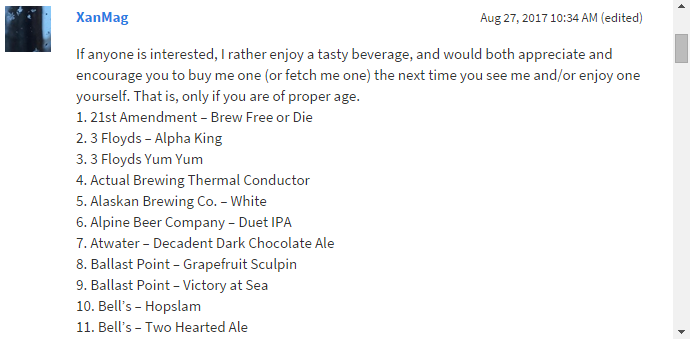 XanMag
Aug 27, 2017 10:34 AM (edited)
If anyone is interested, I rather enjoy a tasty beverage, and would both appreciate and
encourage you to buy me one (or fetch me one) the next time you see me and/or enjoy one
yourself. That is, only if you are of proper age.
1. 21st Amendment – Brew Free or Die
2. 3 Floyds – Alpha King
3. 3 Floyds Yum Yum
4. Actual Brewing Thermal Conductor
5. Alaskan Brewing Co. – White
6. Alpine Beer Company – Duet IPA
7. Atwater – Decadent Dark Chocolate Ale
8. Ballast Point – Grapefruit Sculpin
9. Ballast Point – Victory at Sea
10. Bell’s – Hopslam
11. Bell’s – Two Hearted Ale